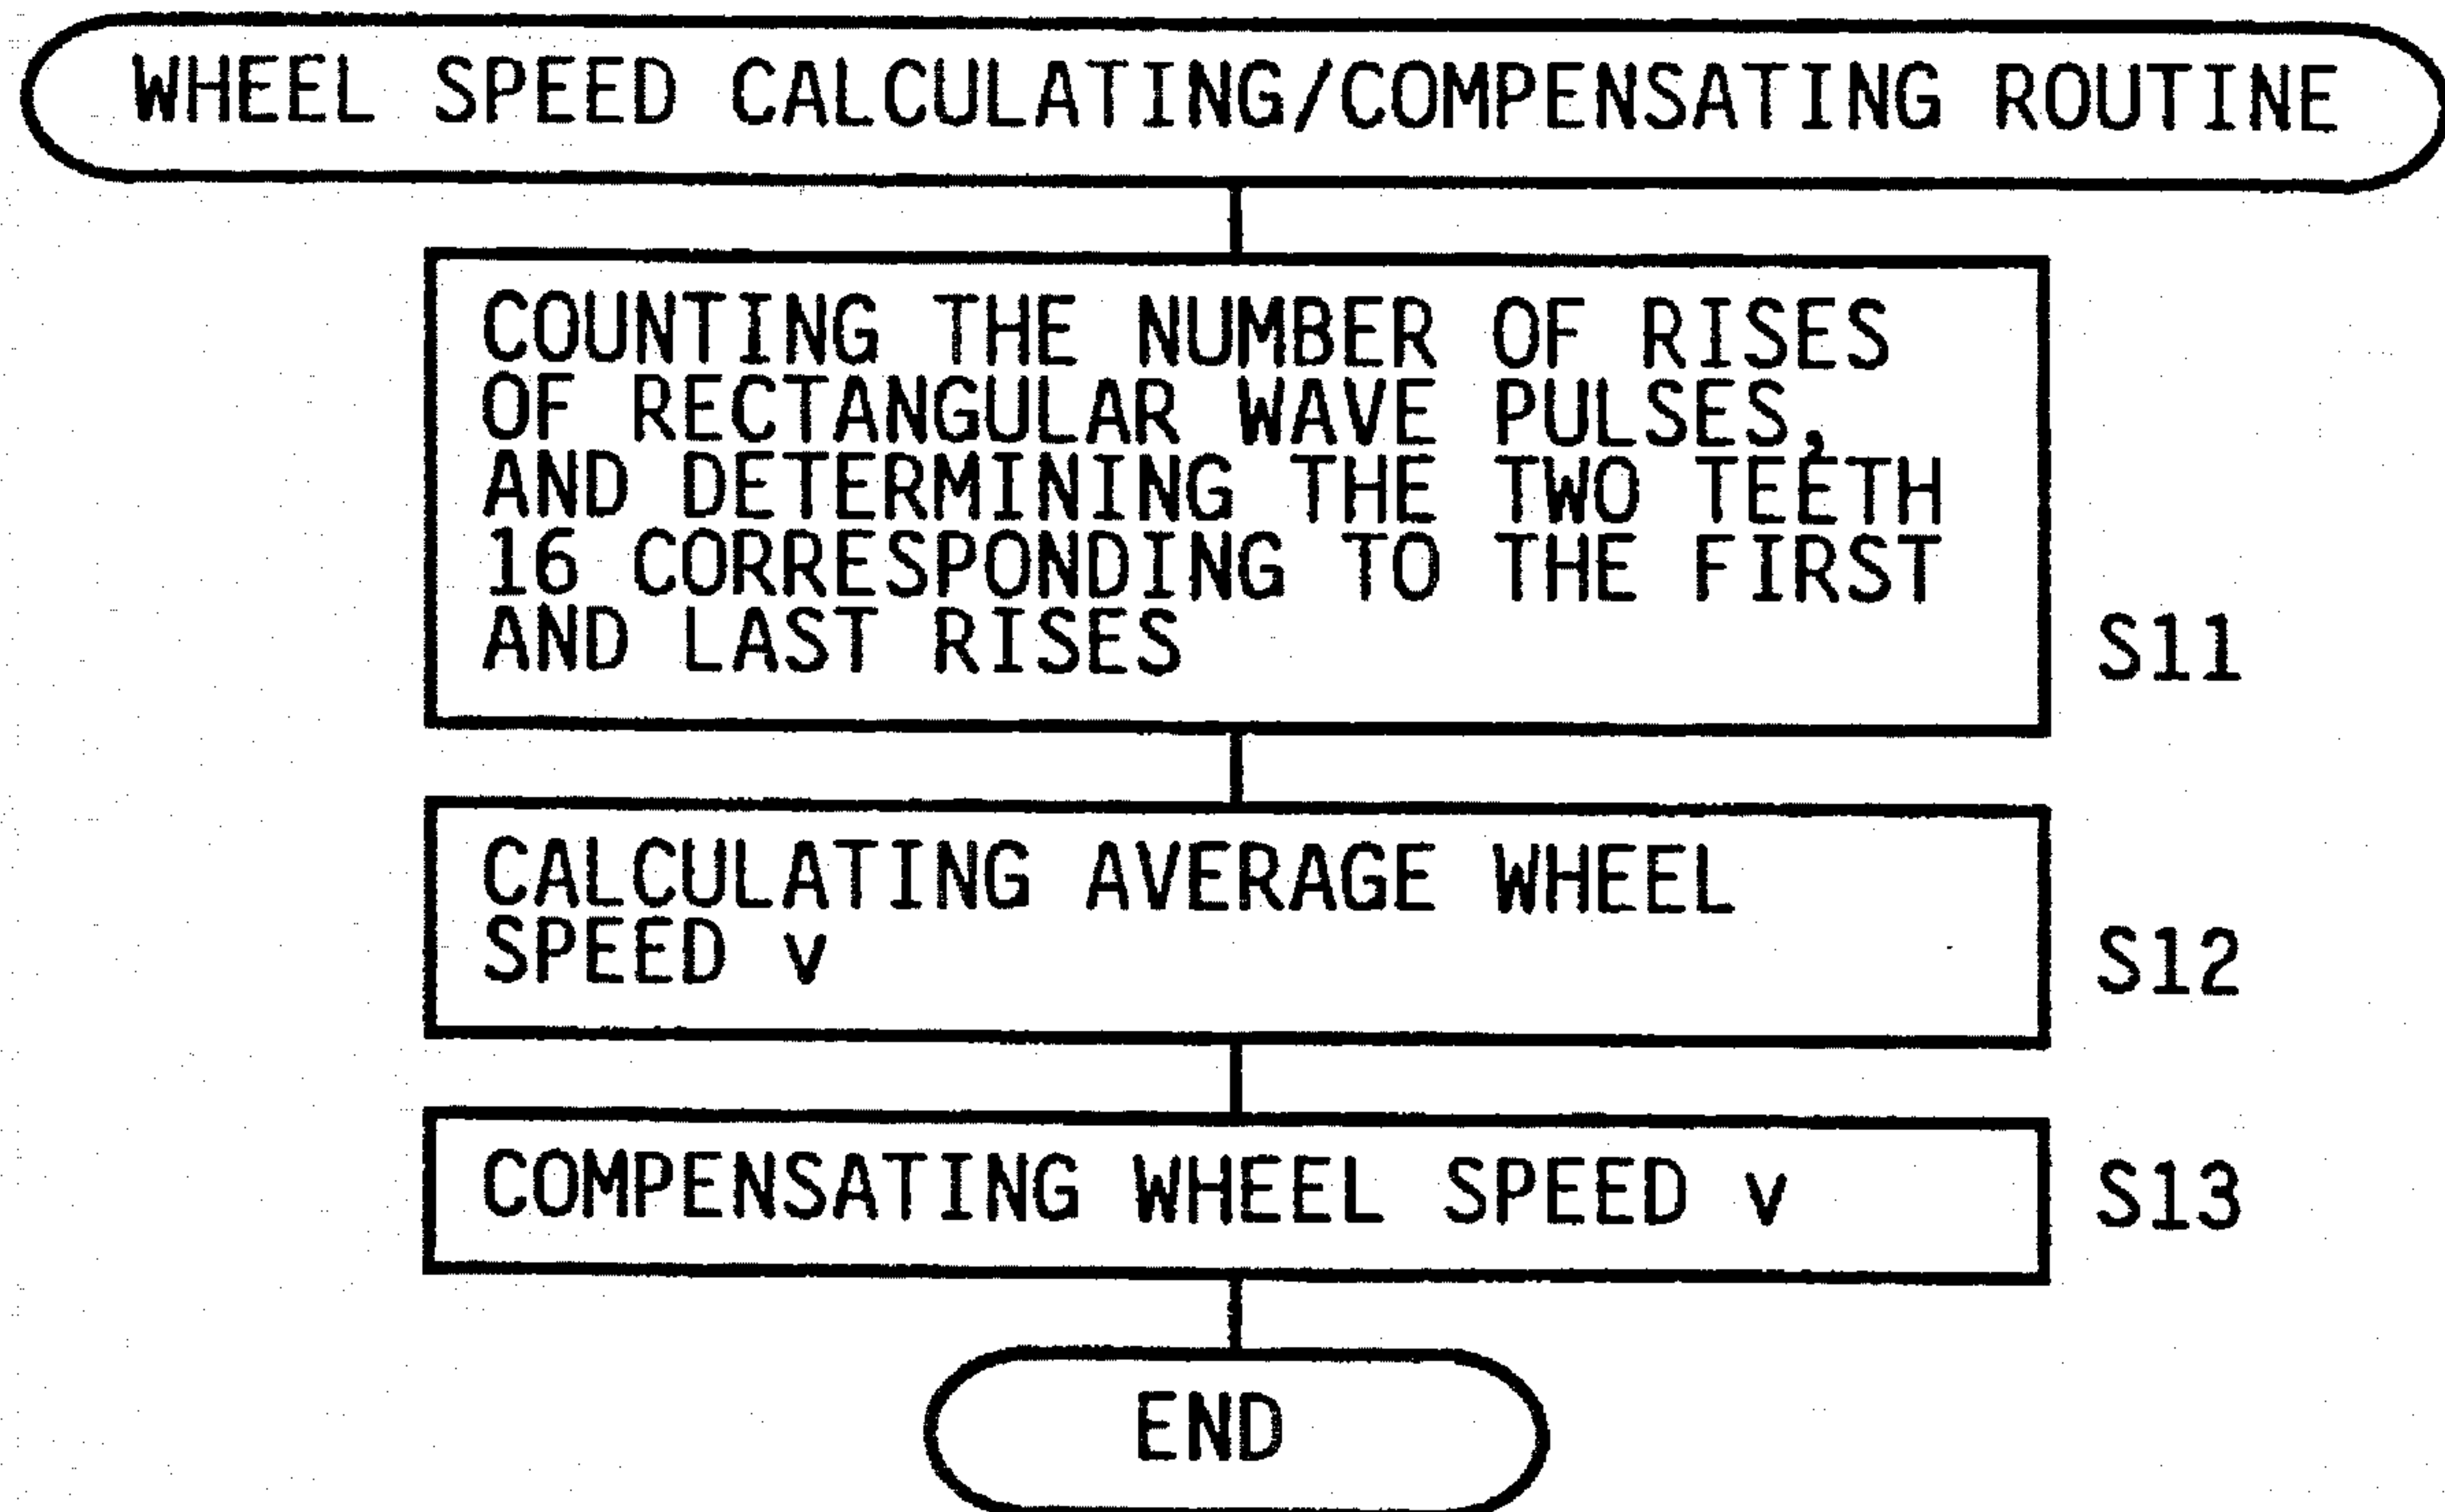 WHEEL SPEED CALCULATING/COMPENSATING ROUTINE
COUNTING THE NUMBER OF RISES
OF RECTANGULAR WAVE PULSES,
AND DETERMINING THE TWO TEETH
16 CORRESPONDING TO THE FIRST
AND LAST RISES
S11
CALCULATING AVERAGE WHEEL
SPEED v
S12
COMPENSATING WHEEL SPEED v
S13
END